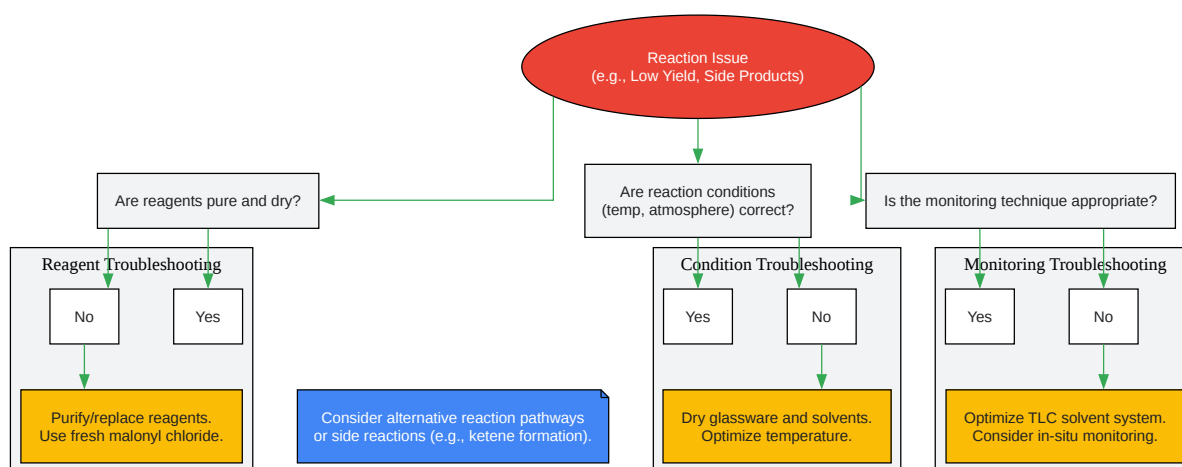 Reaction Issue
(e.g., Low Yield, Side Products)
Are reagents pure and dry?
Are reaction conditions
(temp, atmosphere) correct?
Is the monitoring technique appropriate?
Reagent Troubleshooting
No
Yes
Purify/replace reagents.
Use fresh malonyl chloride.
Consider alternative reaction pathways
or side reactions (e.g., ketene formation).
Condition Troubleshooting
Yes
No
Dry glassware and solvents.
Optimize temperature.
Monitoring Troubleshooting
Yes
No
Optimize TLC solvent system.
Consider in-situ monitoring.